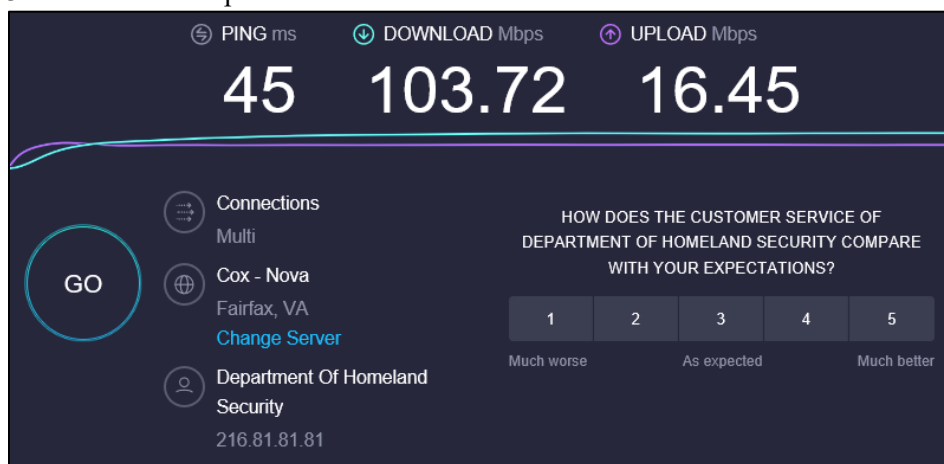 PING ms DOWNLOAD Mbps UPLOAD Mbps
45 103.72 16.45
GO
Connections
Multi
Cox - Nova
Fairfax, VA
Change Server
Department Of Homeland
Security
216.81.81.81
HOW DOES THE CUSTOMER SERVICE OF
DEPARTMENT OF HOMELAND SECURITY COMPARE
WITH YOUR EXPECTATIONS?
1 2 3 4 5
Much worse As expected Much better